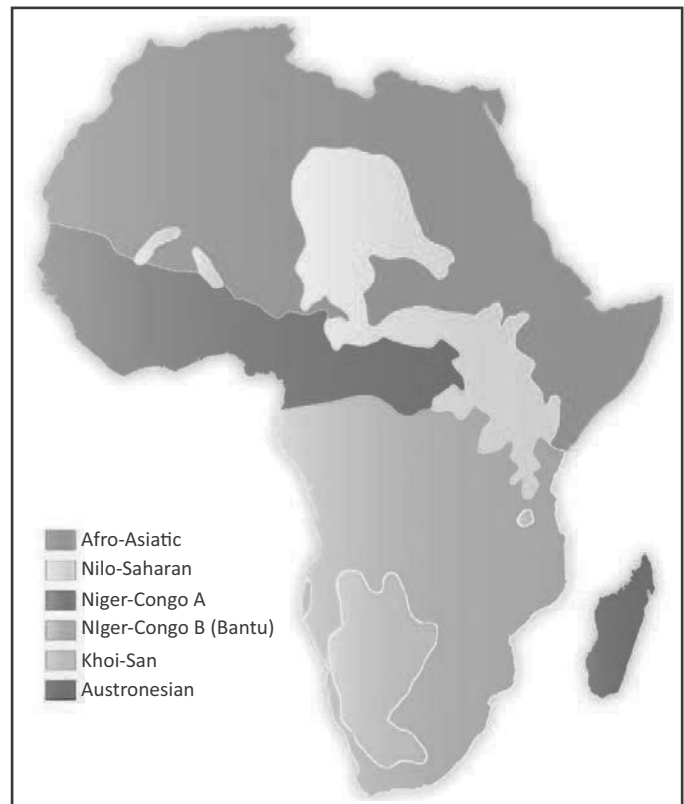 Afro-Asiatic
Nilo-Saharan
Niger-Congo A
NIger-Congo B (Bantu)
Khoi-San
Austronesian